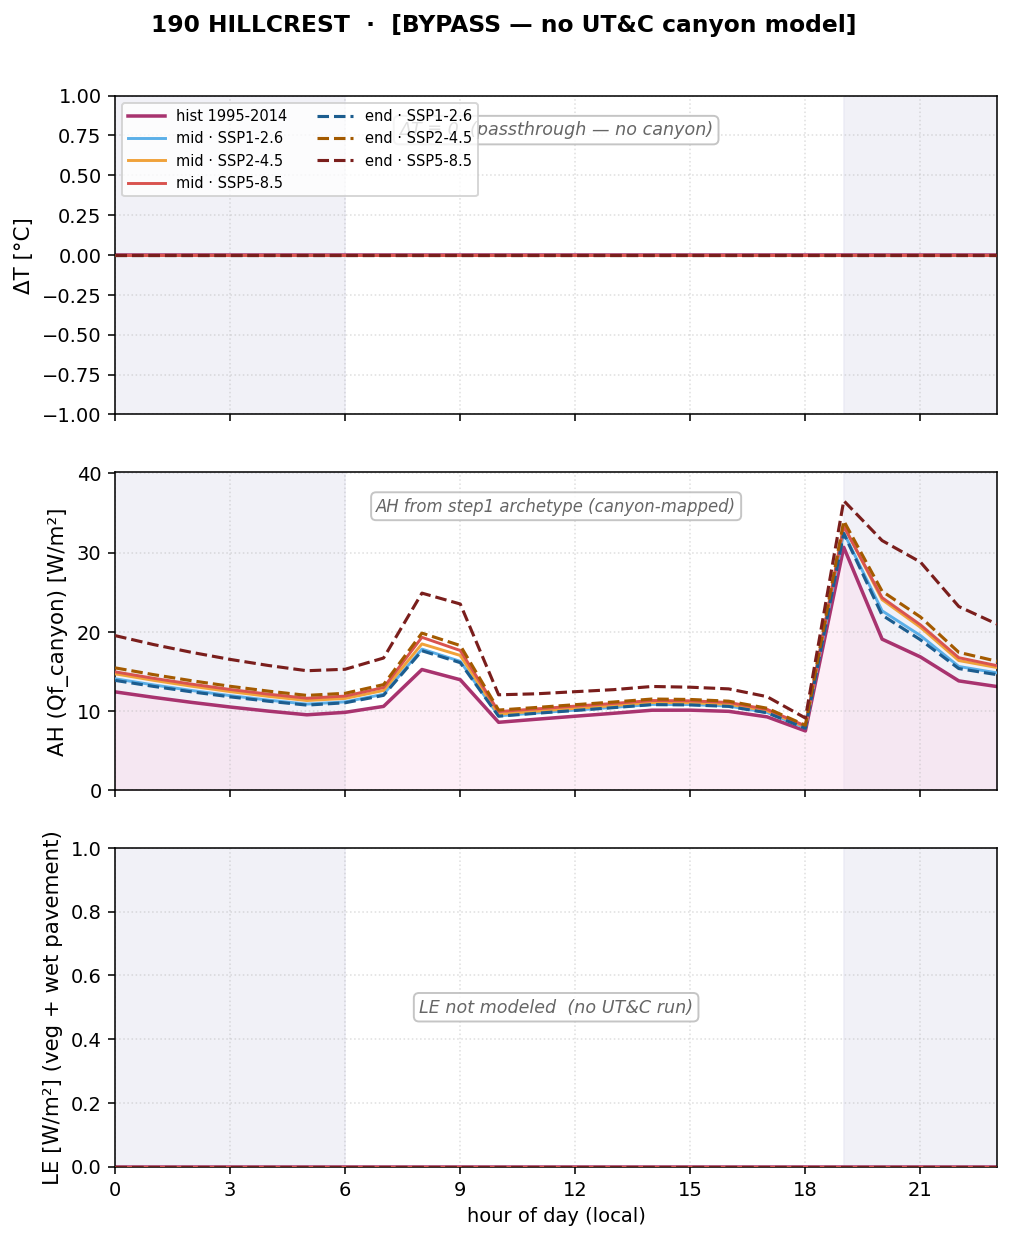 190 HILLCREST · [BYPASS — no UT&C canyon model]
1.00
0.75
0.50
0.25
0.00
−0.25
−0.50
−0.75
−1.00
ΔT [°C]
hist 1995-2014
mid · SSP1-2.6
mid · SSP2-4.5
mid · SSP5-8.5
end · SSP1-2.6
end · SSP2-4.5
end · SSP5-8.5
(passthrough — no canyon)
40
30
20
10
0
AH (Qf_canyon) [W/m²]
AH from step1 archetype (canyon-mapped)
1.0
0.8
0.6
0.4
0.2
0.0
LE [W/m²] (veg + wet pavement)
LE not modeled (no UT&C run)
0 3 6 9 12 15 18 21
hour of day (local)